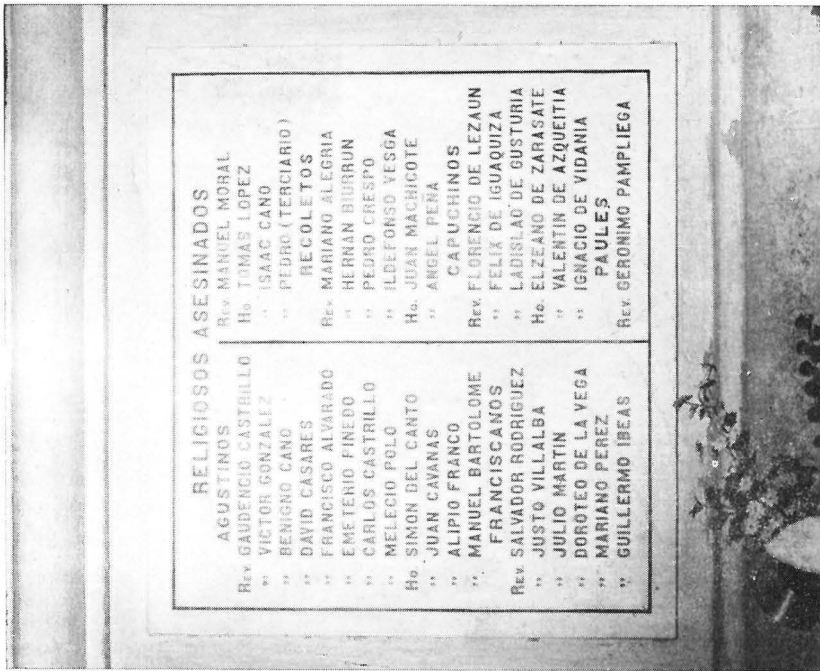 RELIGIOSOS ASESINADOS
AGUSTINOS
REV. GAUDENCIO CASTRILLO
" VICTOR GONZALEZ
" BENIGNO CANO
" DAVID CASARES
" FRANCISCO ALVARADO
" EMETERIO PINEDO
" CARLOS CASTRILLO
" MELECIO POLO
Ho. SIMON DEL CANTO
" JUAN CAVANAS
" ALIPIO FRANCO
" MANUEL BARTOLOME
FRANCISCANOS
REV. SALVADOR RODRIGUEZ
" JUSTO VILLALBA
" JULIO MARTIN
" DOROTEO DE LA VEGA
" MARIANO PEREZ
" GUILLERMO IBEAS
REV. MANUEL MORAL
Ho. TOMAS LOPEZ
" ISAAC CANO
" PEDRO (TERCIARIO)
RECOLETOS
REV. MARIANO ALEGRIA
" HERNAN BIURRUN
" PEDRO CRESPO
" ILDEFONSO VESGA
Ho. JUAN MACHICOTE
" ANGEL PEÑA
CAPUCHINOS
REV. FLORENCIO DE LEZAUN
" FELIX DE IGUAQUIZA
" LADISLAO DE GUSTURIA
Ho. ELZEANO DE ZARASATE
" VALENTIN DE AZQUEITIA
" IGNACIO DE VIDANIA
PAULES
REV. GERONIMO PAMPLIEGA